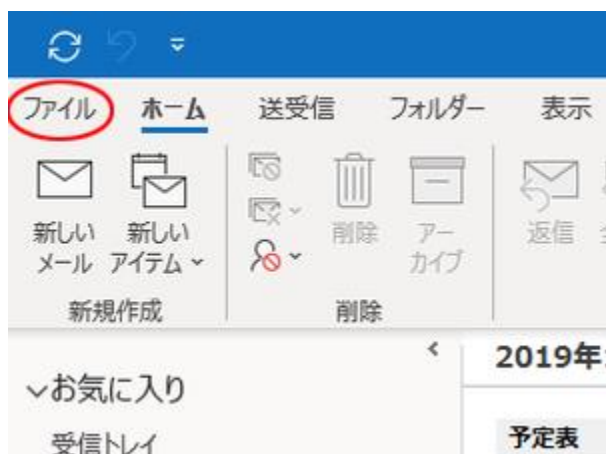 ファイル ホーム 送受信 フォルダー 表示
新しい 新しい 削除 アー 返信
メール アイテム カイブ
新規作成 削除
2019年
お気に入り
受信トレイ 予定表